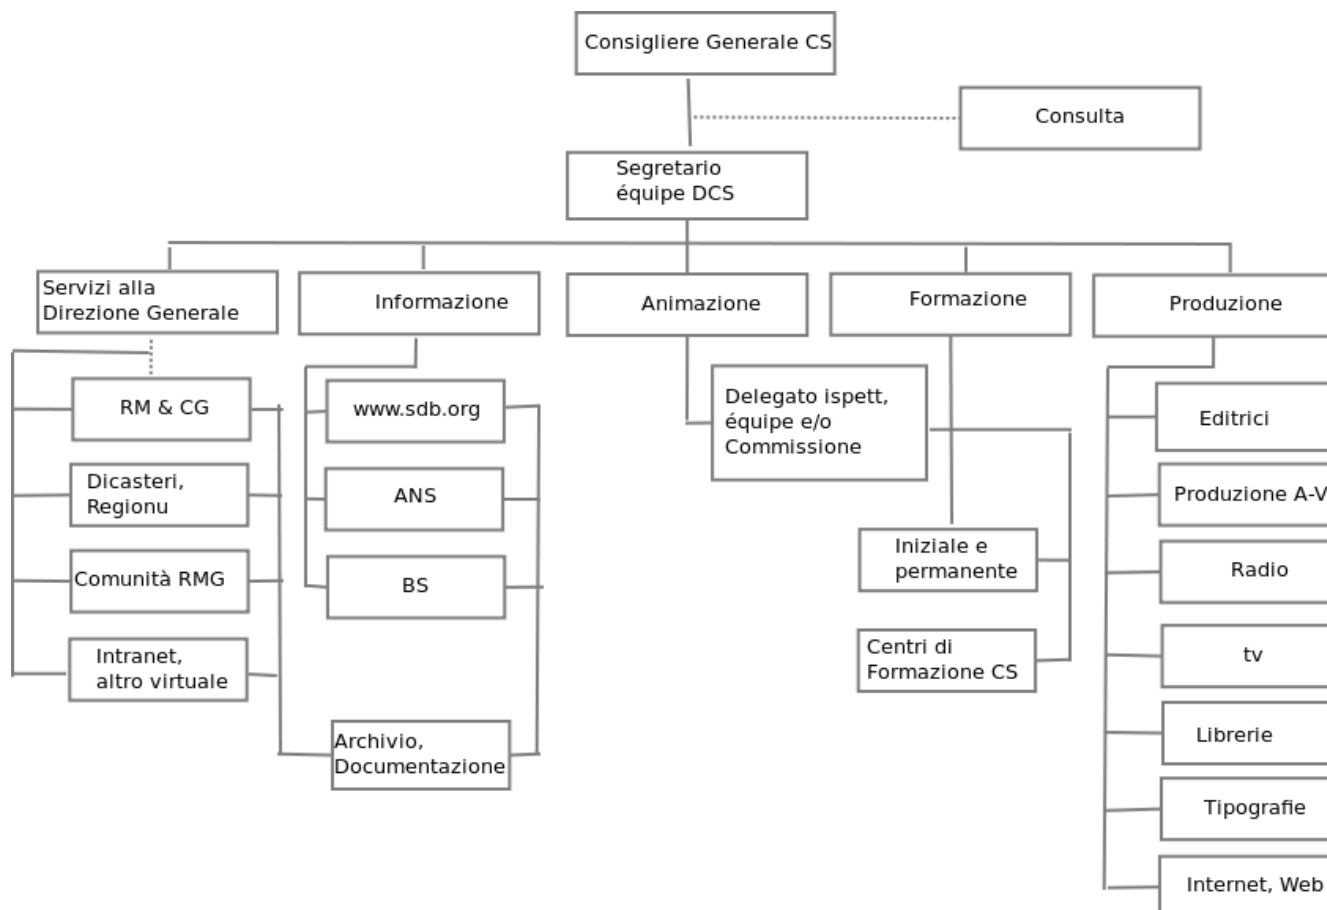 Consigliere Generale CS
Consulta
Segretario
équipe DCS
Servizi alla
Direzione Generale
Informazione
Animazione
Formazione
Produzione
RM & CG
Dicasteri,
Regionu
Comunità RMG
Intranet,
altro virtuale
www.sdb.org
ANS
BS
Archivio,
Documentazione
Delegato ispett,
équipe e/o
Commissione
Iniziale e
permanente
Centri di
Formazione CS
Editrici
Produzione A-V
Radio
tv
Librerie
Tipografie
Internet, Web